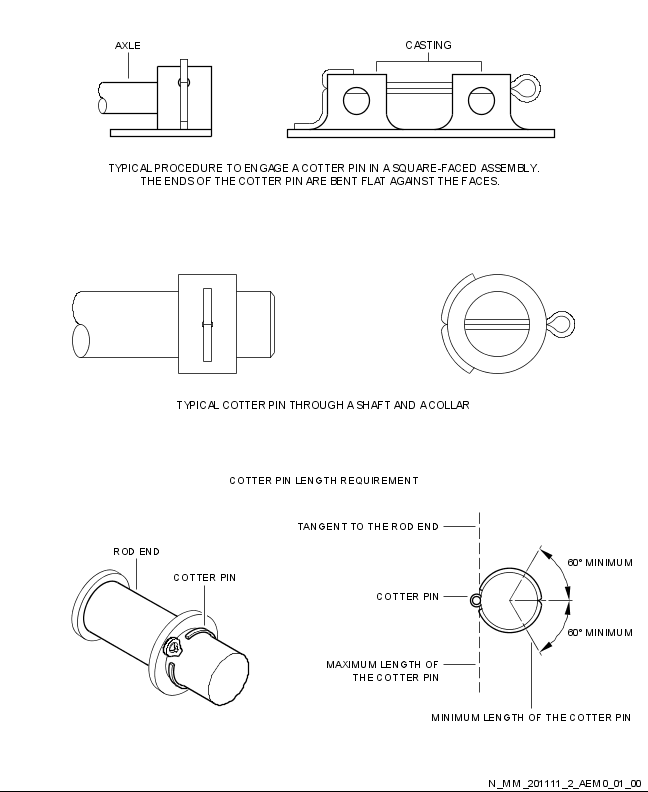 AXLE
CASTING
TYPICAL PROCEDURE TO ENGAGE A COTTER PIN IN A SQUARE-FACED ASSEMBLY.
THE ENDS OF THE COTTER PIN ARE BENT FLAT AGAINST THE FACES.
TYPICAL COTTER PIN THROUGH A SHAFT AND A COLLAR
COTTER PIN LENGTH REQUIREMENT
TANGENT TO THE ROD END
ROD END
60° MINIMUM
COTTER PIN
COTTER PIN
60° MINIMUM
MAXIMUM LENGTH OF
THE COTTER PIN
MINIMUM LENGTH OF THE COTTER PIN
N_MM_201111_2_AEM0_01_00